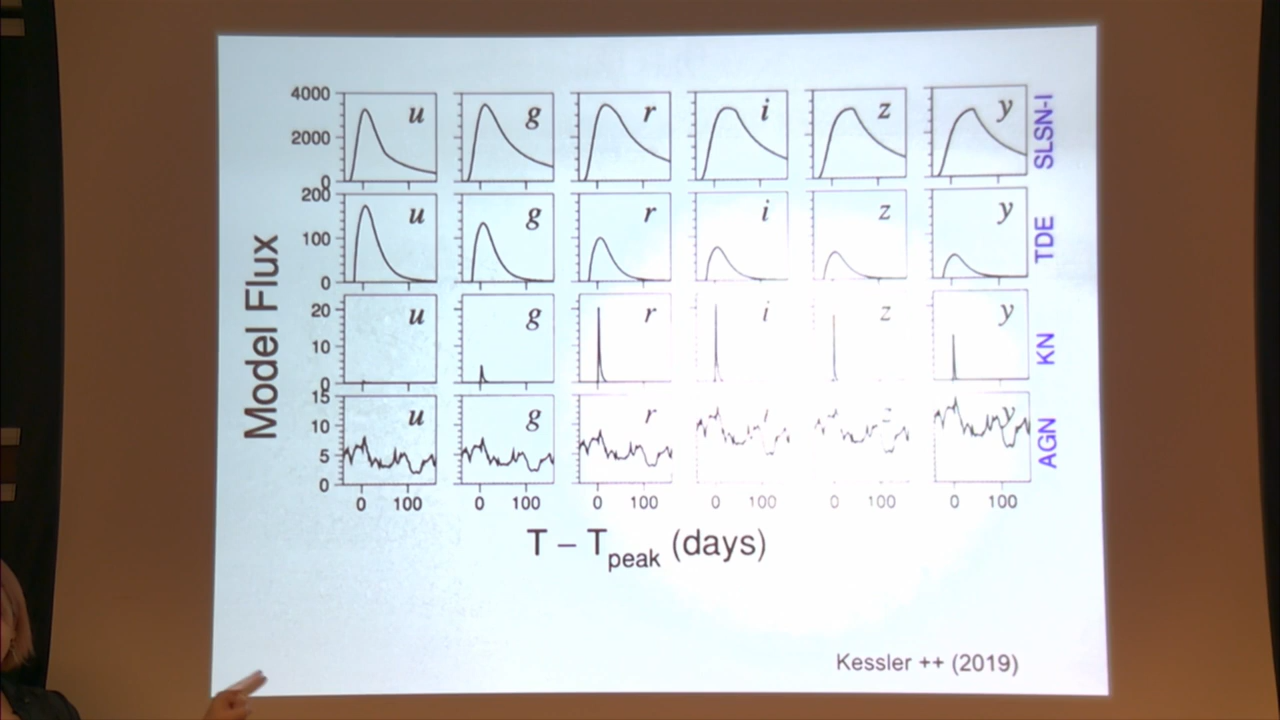 4000
2000
0
u
g
r
i
z
y
SLSN-I
200
100
0
u
g
r
i
z
y
TDE
20
10
0
u
g
r
i
z
y
KN
15
10
5
0
u
g
r
i
z
y
AGN
0 100 0 100 0 100 0 100 0 100 0 100
Model Flux
T – Tpeak (days)
Kessler ++ (2019)